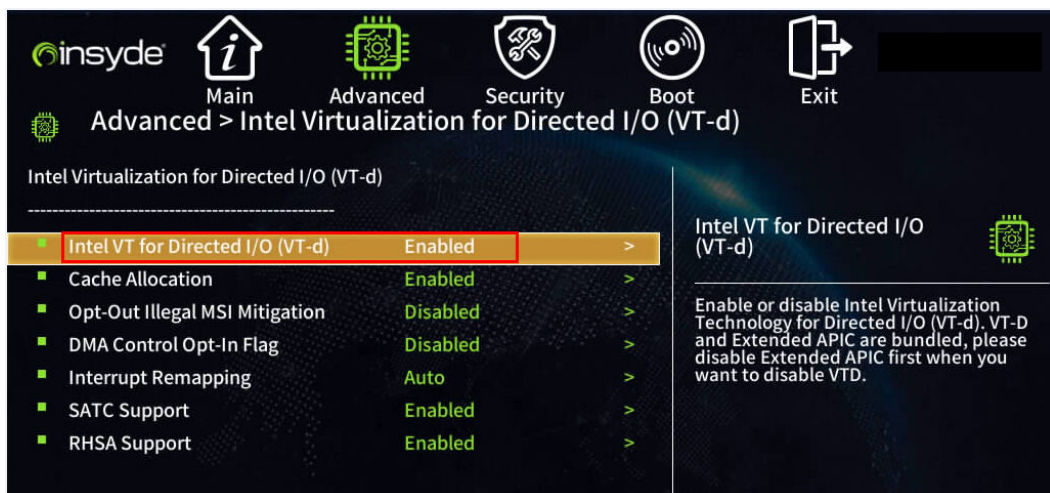 insyde
Main
Advanced
Security
Boot
Exit
Advanced > Intel Virtualization for Directed I/O (VT-d)
Intel Virtualization for Directed I/O (VT-d)
--------------------------------------------------
Intel VT for Directed I/O (VT-d) Enabled >
Cache Allocation Enabled >
Opt-Out Illegal MSI Mitigation Disabled >
DMA Control Opt-In Flag Disabled >
Interrupt Remapping Auto >
SATC Support Enabled >
RHSA Support Enabled >
Intel VT for Directed I/O
(VT-d)
Enable or disable Intel Virtualization
Technology for Directed I/O (VT-d). VT-D
and Extended APIC are bundled, please
disable Extended APIC first when you
want to disable VTD.